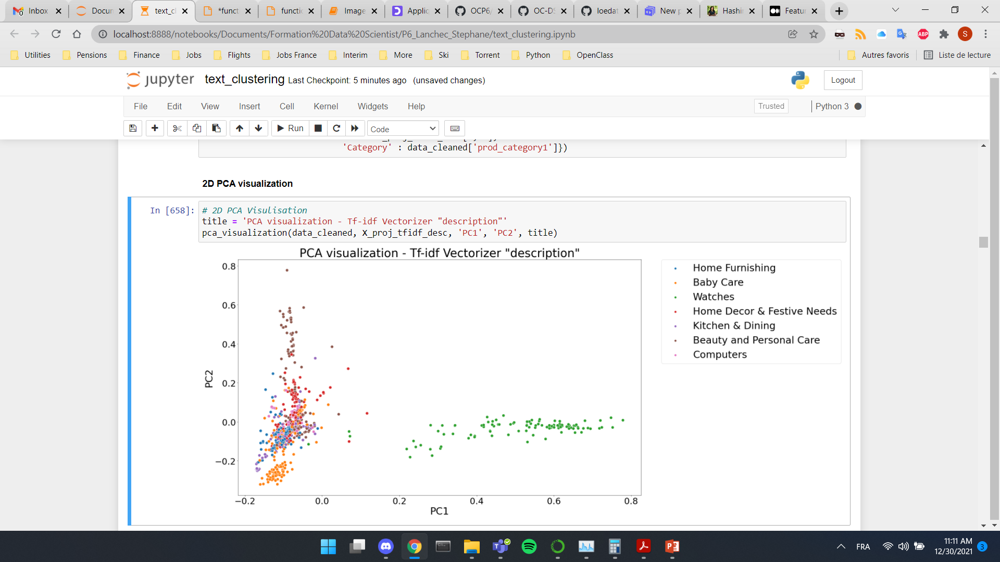 Inbox
Docun
text_cl
*funct
functio
Image
Applic
OCP6/
OC-DS
loedat
New p
Hashir
Featur
localhost:8888/notebooks/Documents/Formation%20Data%20Scientist/P6_Lanchec_Stephane/text_clustering.ipynb
ABP
S
Utilities
Pensions
Finance
Jobs
Flights
Jobs France
Interim
More
Ski
Torrent
Python
OpenClass
Autres favoris
Liste de lecture
jupyter
text_clustering Last Checkpoint: 5 minutes ago (unsaved changes)
Logout
File
Edit
View
Insert
Cell
Kernel
Widgets
Help
Trusted
Python 3
Run
Code
'Category' : data_cleaned['prod_category1']})
2D PCA visualization
In [658]:
# 2D PCA Visulisation
title = 'PCA visualization - Tf-idf Vectorizer "description"'
pca_visualization(data_cleaned, X_proj_tfidf_desc, 'PC1', 'PC2', title)
PCA visualization - Tf-idf Vectorizer "description"
0.8
0.6
0.4
0.2
0.0
−0.2
PC2
−0.2
0.0
0.2
0.4
0.6
0.8
PC1
Home Furnishing
Baby Care
Watches
Home Decor & Festive Needs
Kitchen & Dining
Beauty and Personal Care
Computers
FRA
11:11 AM
12/30/2021
3